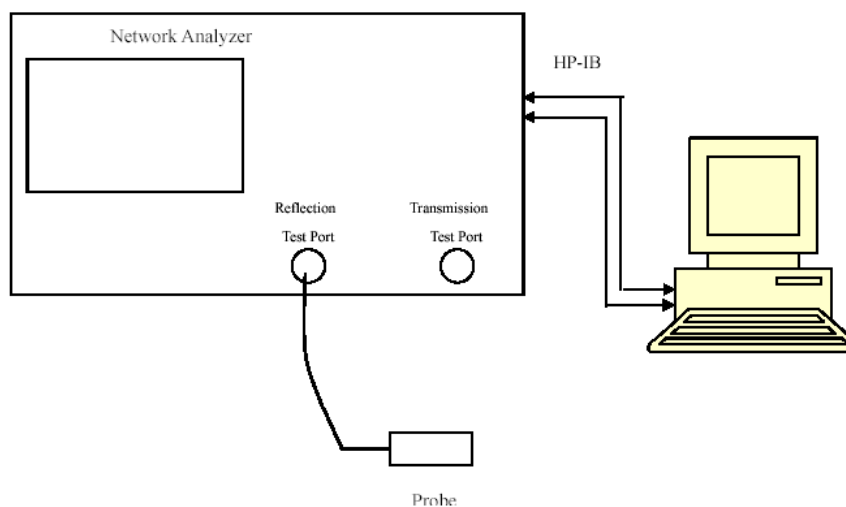 Network Analyzer
HP-IB
Reflection
Test Port
Transmission
Test Port
Probe